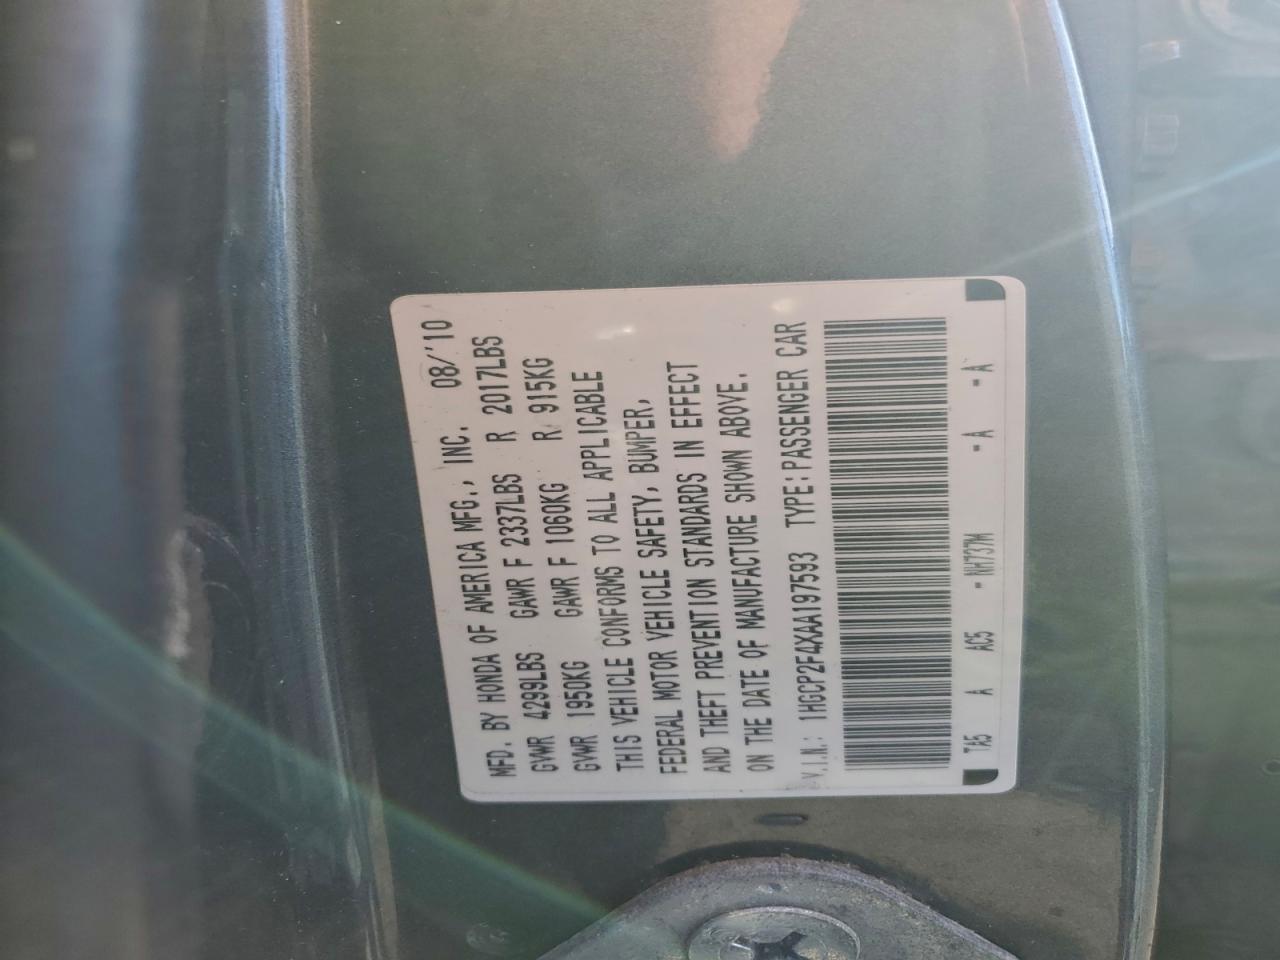 MFD. BY HONDA OF AMERICA MFG., INC. 08/'10
GVWR 4299LBS GAWR F 2337LBS R 2017LBS
GVWR 1950KG GAWR F 1060KG R 915KG
THIS VEHICLE CONFORMS TO ALL APPLICABLE
FEDERAL MOTOR VEHICLE SAFETY, BUMPER,
AND THEFT PREVENTION STANDARDS IN EFFECT
ON THE DATE OF MANUFACTURE SHOWN ABOVE.
V.I.N.: 1HGCP2F4XAA197593 TYPE:PASSENGER CAR
TA5 A AC5 - NH737M - A - A